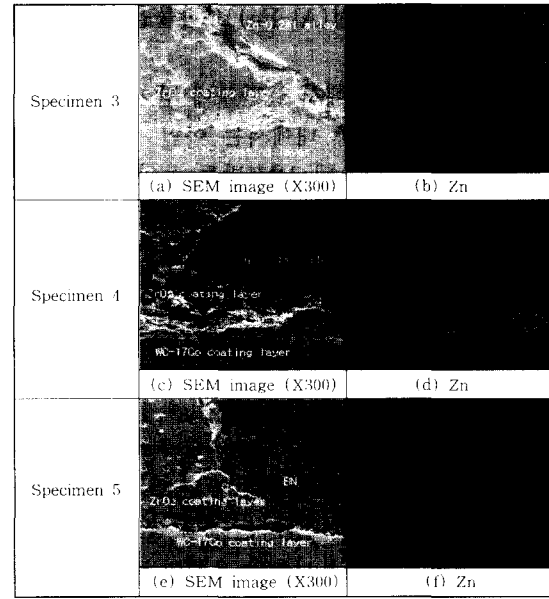 Zn-0.2Al alloy
coating layer
Specimen 3
(a) SEM image (X300)
(b) Zn
ZrO2 coating layer
Specimen 4
WC-17Co coating layer
(c) SEM image (X300)
(d) Zn
BN
Specimen 5
ZrO2 coating layer
WC-17Co coating layer
(e) SEM image (X300)
(f) Zn